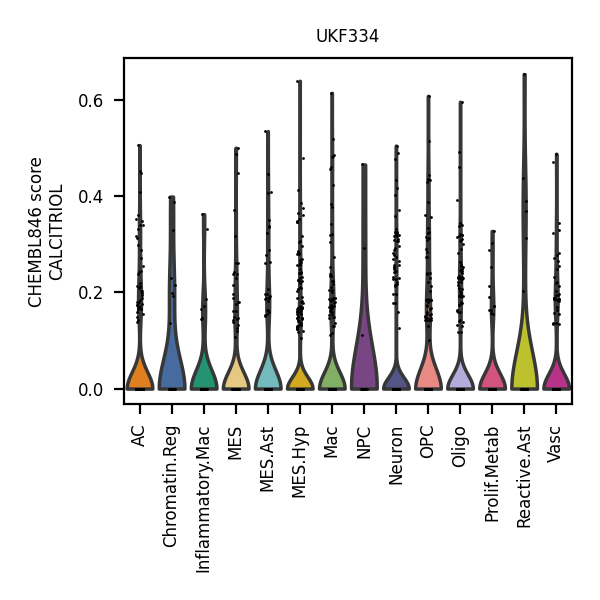 UKF334
CHEMBL846 score
CALCITRIOL
0.6
0.4
0.2
0.0
AC
Chromatin.Reg
Inflammatory.Mac
MES
MES.Ast
MES.Hyp
Mac
NPC
Neuron
OPC
Oligo
Prolif.Metab
Reactive.Ast
Vasc